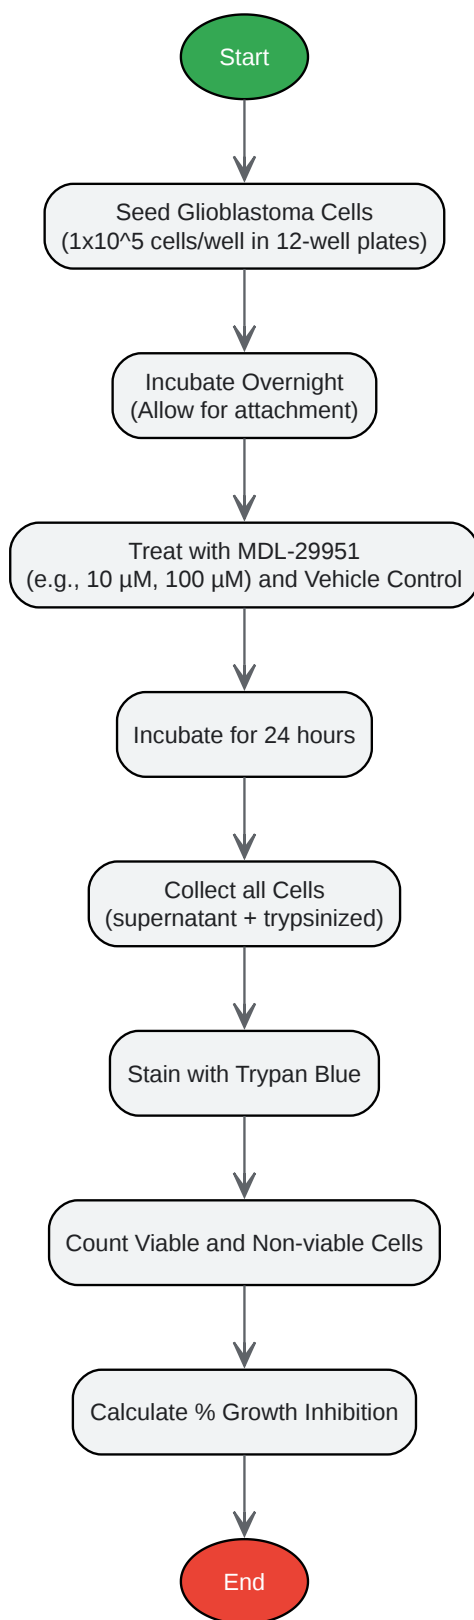 Start
Seed Glioblastoma Cells
(1x10^5 cells/well in 12-well plates)
Incubate Overnight
(Allow for attachment)
Treat with MDL-29951
(e.g., 10 µM, 100 µM) and Vehicle Control
Incubate for 24 hours
Collect all Cells
(supernatant + trypsinized)
Stain with Trypan Blue
Count Viable and Non-viable Cells
Calculate % Growth Inhibition
End